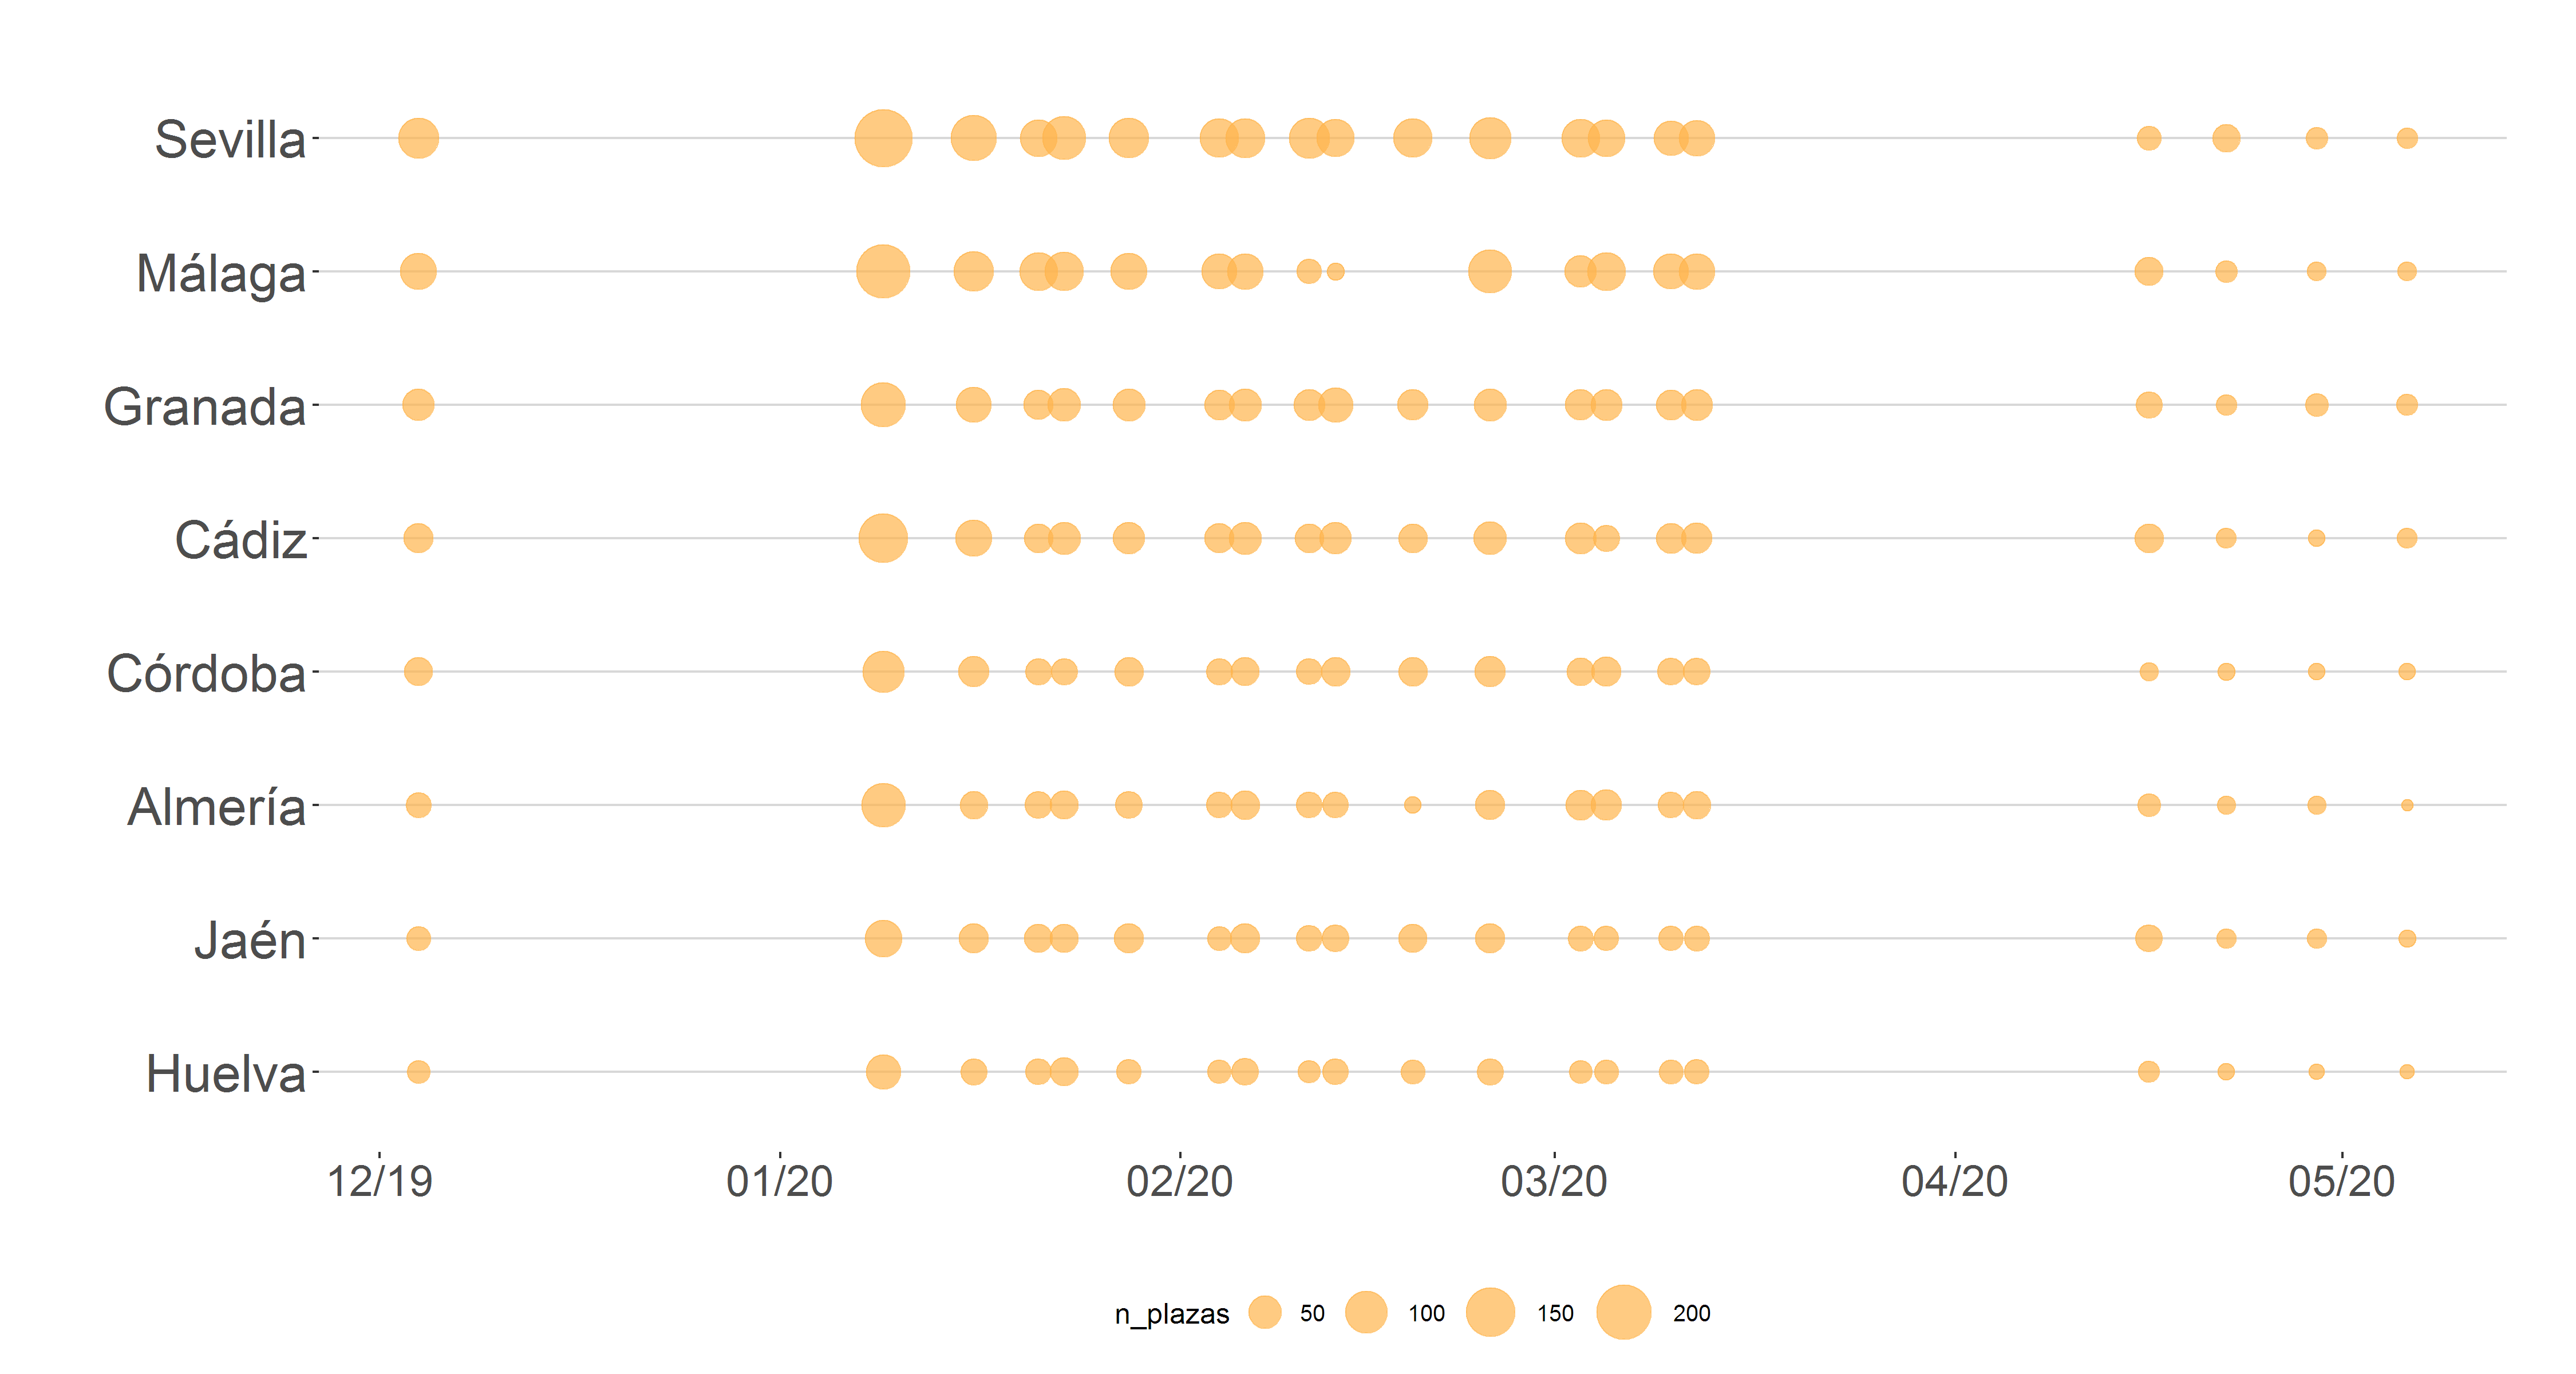 Sevilla
Málaga
Granada
Cádiz
Córdoba
Almería
Jaén
Huelva
12/19 01/20 02/20 03/20 04/20 05/20
n_plazas 50 100 150 200